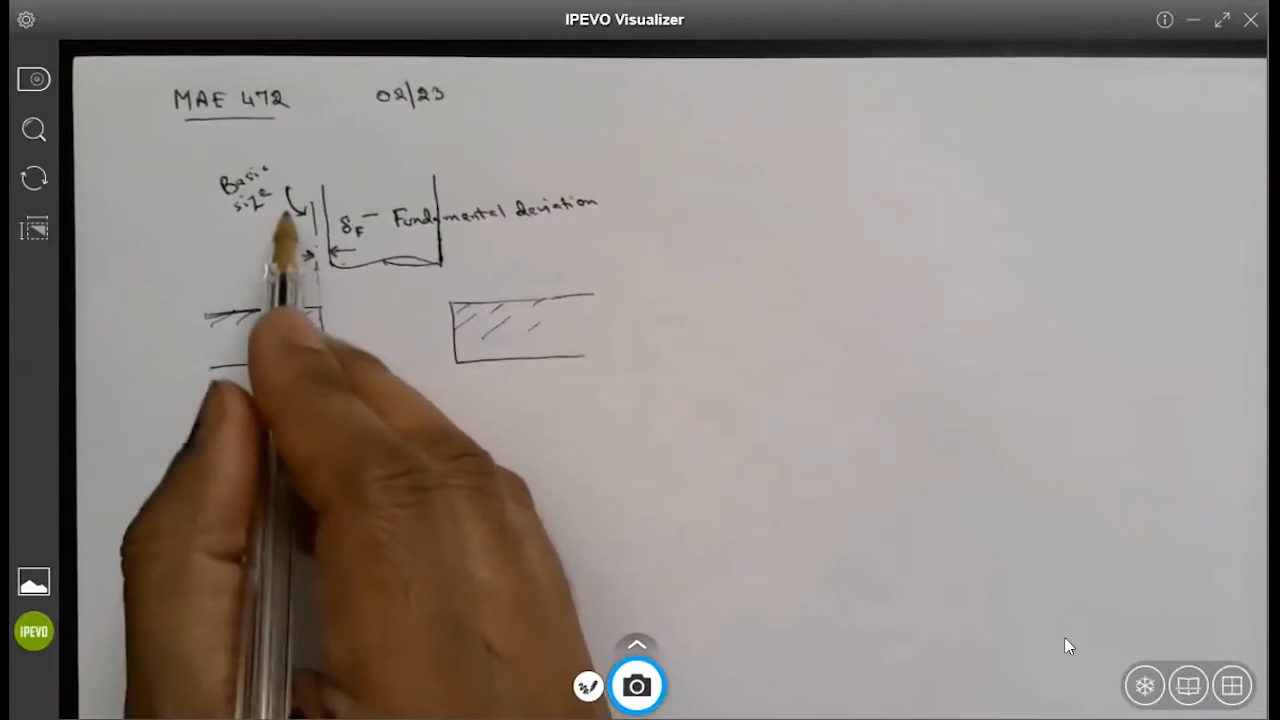 IPEVO Visualizer
MAE 472 02/23
Basic
size
δF – Fundamental deviation
IPEVO